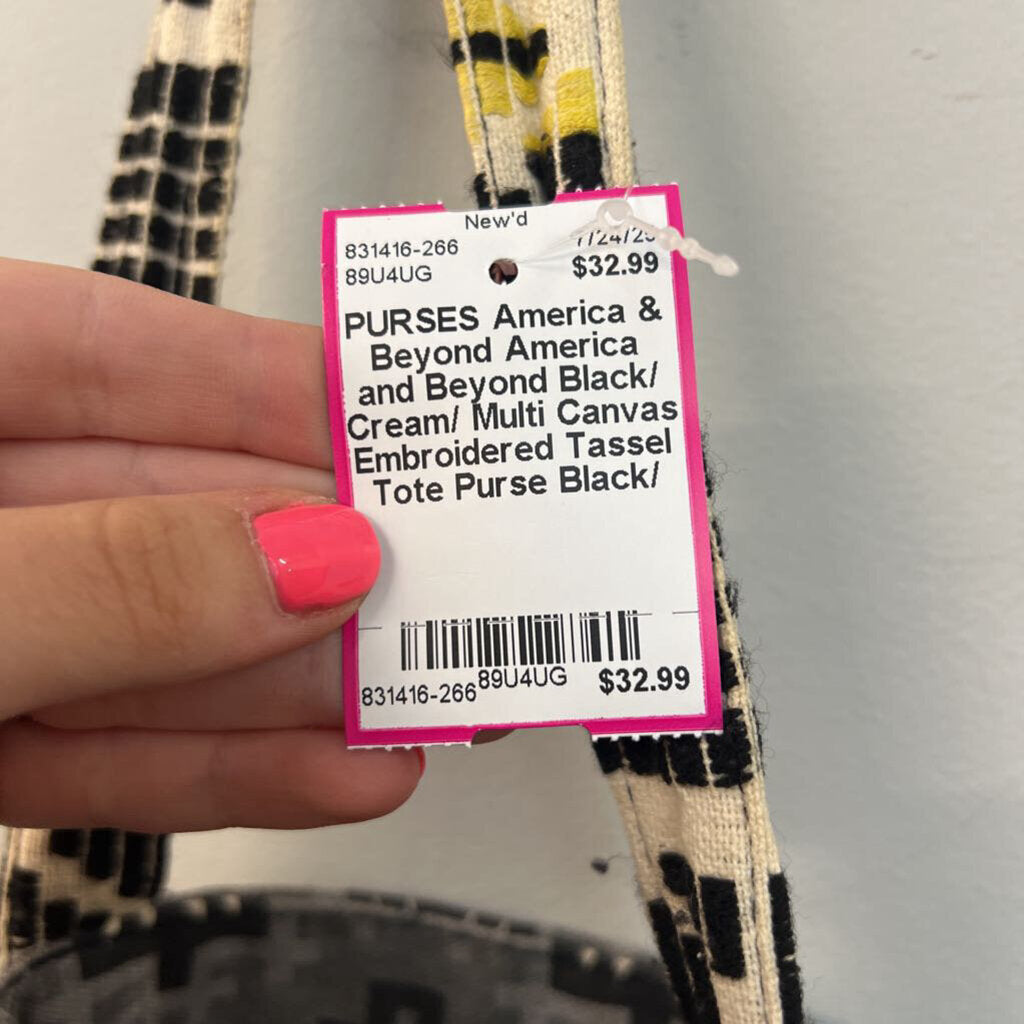 New'd
831416-266
89U4UG $32.99
PURSES America &
Beyond America
and Beyond Black/
Cream/ Multi Canvas
Embroidered Tassel
Tote Purse Black/
831416-266 89U4UG $32.99